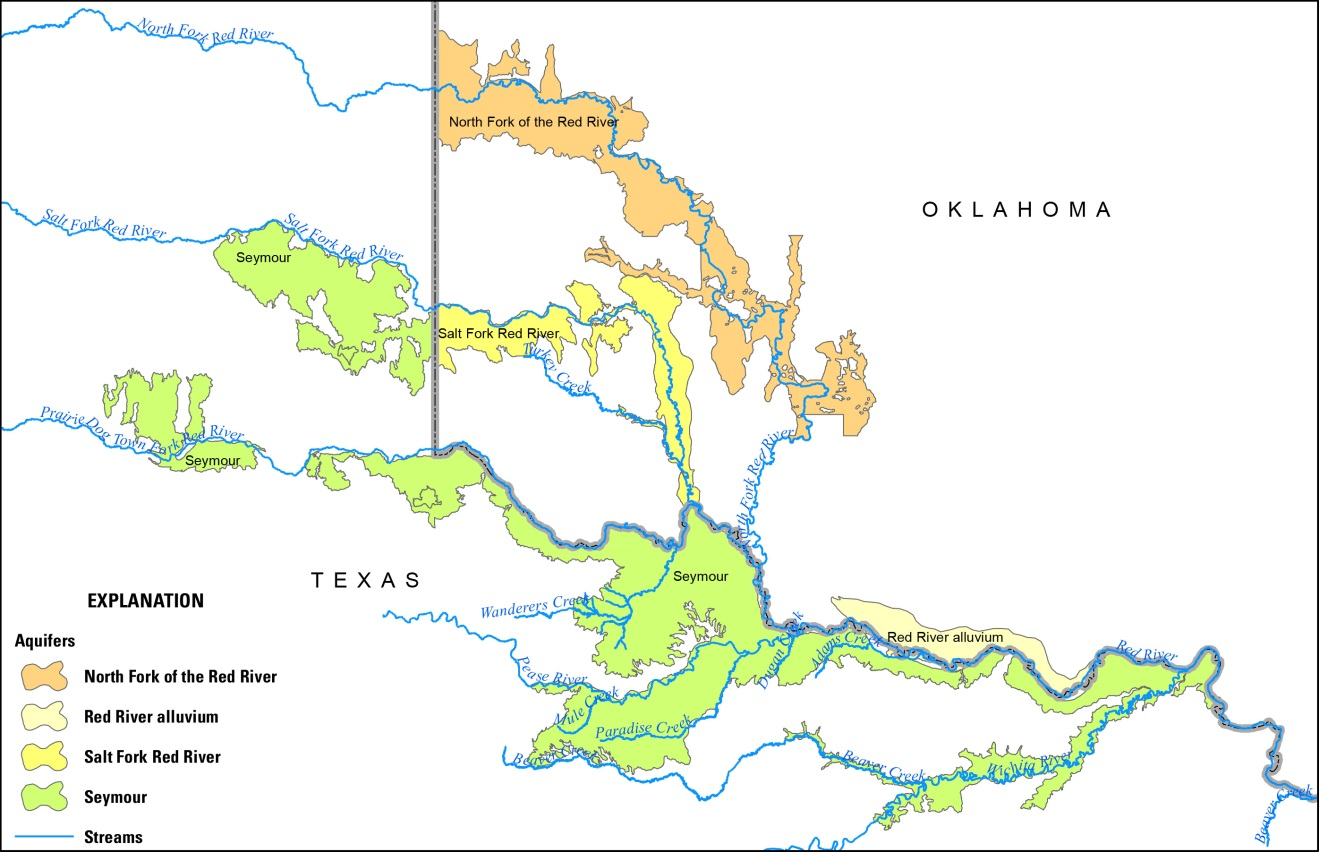 North Fork Red River
North Fork of the Red River
OKLAHOMA
Salt Fork Red River
Salt Fork Red River
Seymour
Salt Fork Red River
Turkey Creek
Prairie Dog Town Fork Red River
Seymour
North Fork Red River
TEXAS
Seymour
Wanderers Creek
Dugan Creek
Adams Creek
Red River alluvium
Red River
Pease River
Mule Creek
Paradise Creek
Beaver Creek
Beaver Creek
Wichita River
Beaver Creek
EXPLANATION
Aquifers
North Fork of the Red River
Red River alluvium
Salt Fork Red River
Seymour
Streams